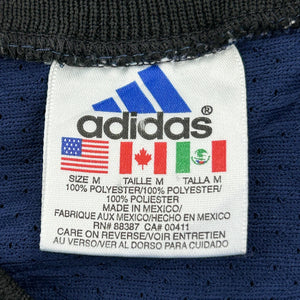 adidas®
SIZE M TAILLE M TALLA M
100% POLYESTER/100% POLYESTER/
100% POLYESTER
MADE IN MEXICO/
FABRIQUE AUX MEXICO/HECHO EN MEXICO
RN# 88387 CA# 00411
CARE ON REVERSE/VOIR ENTRETIEN
AU VERSO/VER AL DORSO PARA CUIDADO